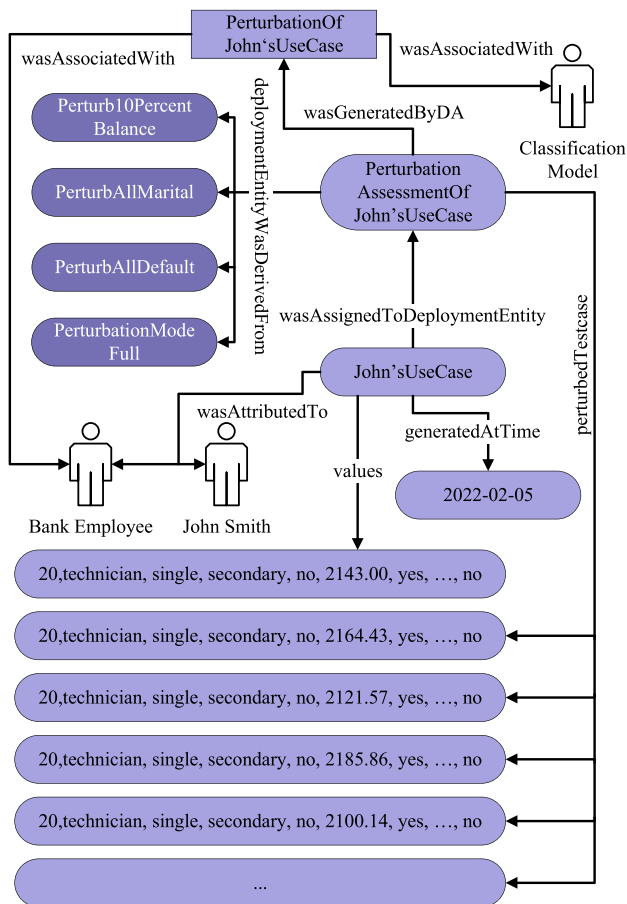 PerturbationOf
John‘sUseCase
wasAssociatedWith
wasAssociatedWith
Perturb10Percent
Balance
deploymentEntityWasDerivedFrom
wasGeneratedByDA
Classification
Model
PerturbAllMarital
Perturbation
AssessmentOf
John’sUseCase
PerturbAllDefault
wasAssignedToDeploymentEntity
PerturbationMode
Full
perturbedTestcase
John’sUseCase
wasAttributedTo
generatedAtTime
values
2022-02-05
Bank Employee
John Smith
20,technician, single, secondary, no, 2143.00, yes, …, no
20,technician, single, secondary, no, 2164.43, yes, …, no
20,technician, single, secondary, no, 2121.57, yes, …, no
20,technician, single, secondary, no, 2185.86, yes, …, no
20,technician, single, secondary, no, 2100.14, yes, …, no
...